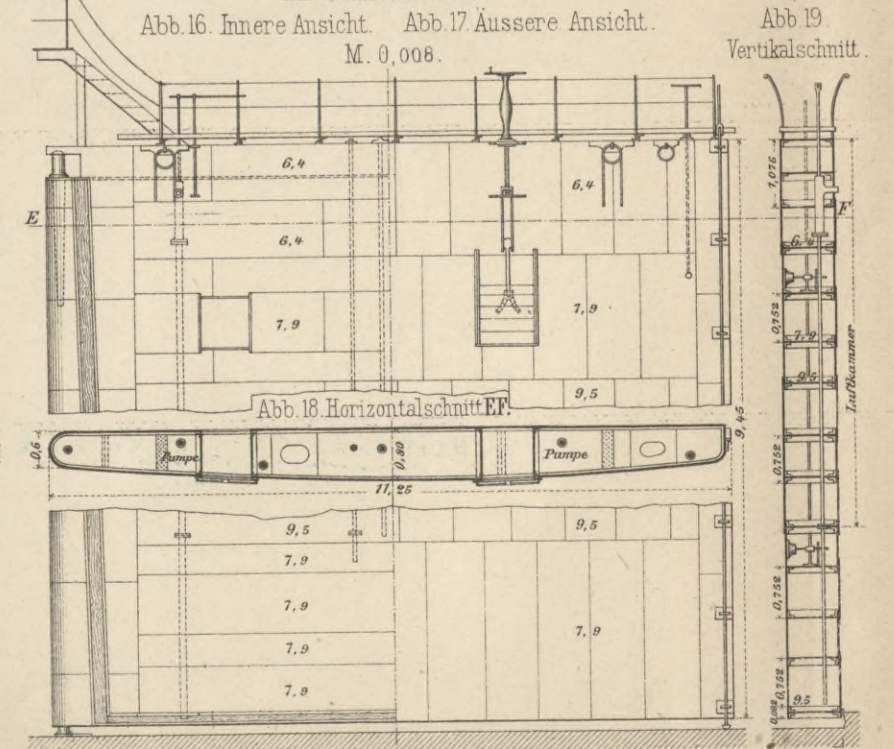 Abb. 16. Innere Ansicht. Abb. 17. Äussere Ansicht.
M. 0,008.
Abb. 19.
Vertikalschnitt.
6,4
6,4
E
F
6,4
7,9
7,9
9,5
Abb. 18. Horizontalschnitt EF.
0,6
Pumpe
0,80
Pumpe
11,25
9,45
9,5
9,5
7,9
7,9
7,9
7,9
7,9
1,076
6,4
0,752
7,9
9,5
Luftkammer
0,752
0,752
0,752
0,082
9,5